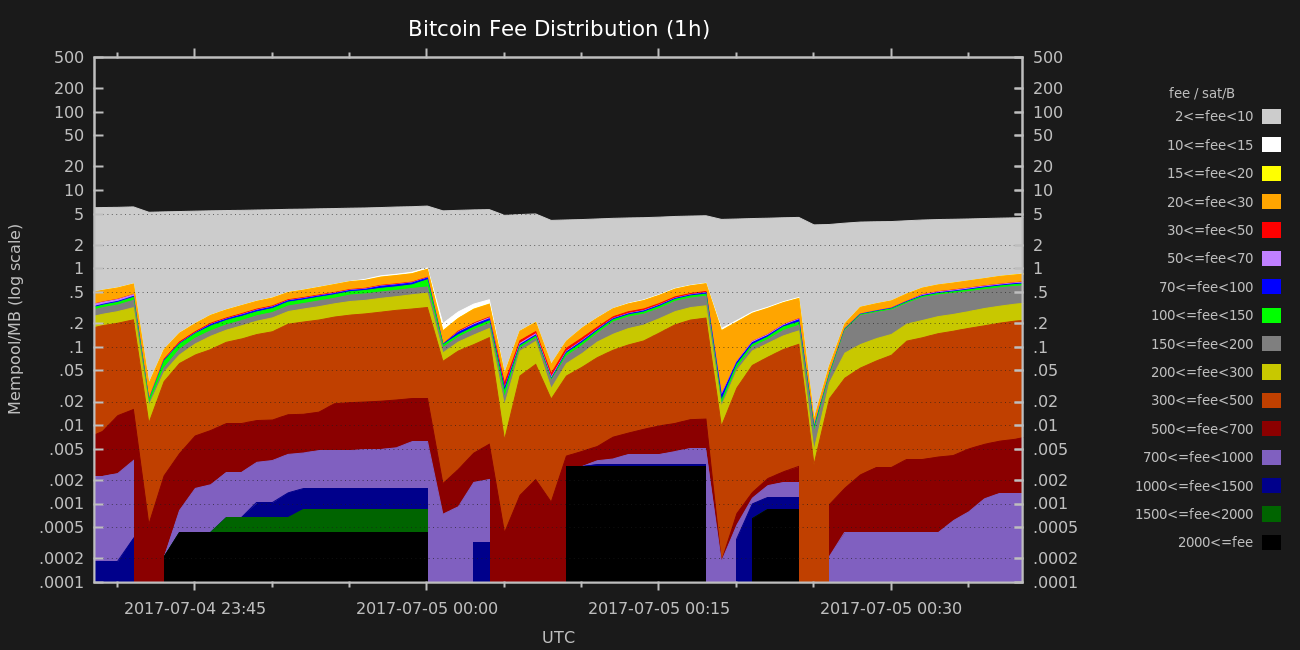 Bitcoin Fee Distribution (1h)
500 500
200 200
100 100
50 50
20 20
10 10
5 5
2 2
1 1
.5 .5
.2 .2
.1 .1
.05 .05
.02 .02
.01 .01
.005 .005
.002 .002
.001 .001
.0005 .0005
.0002 .0002
.0001 .0001
Mempool/MB (log scale)
2017-07-04 23:45 2017-07-05 00:00 2017-07-05 00:15 2017-07-05 00:30
UTC
fee / sat/B
2<=fee<10
10<=fee<15
15<=fee<20
20<=fee<30
30<=fee<50
50<=fee<70
70<=fee<100
100<=fee<150
150<=fee<200
200<=fee<300
300<=fee<500
500<=fee<700
700<=fee<1000
1000<=fee<1500
1500<=fee<2000
2000<=fee